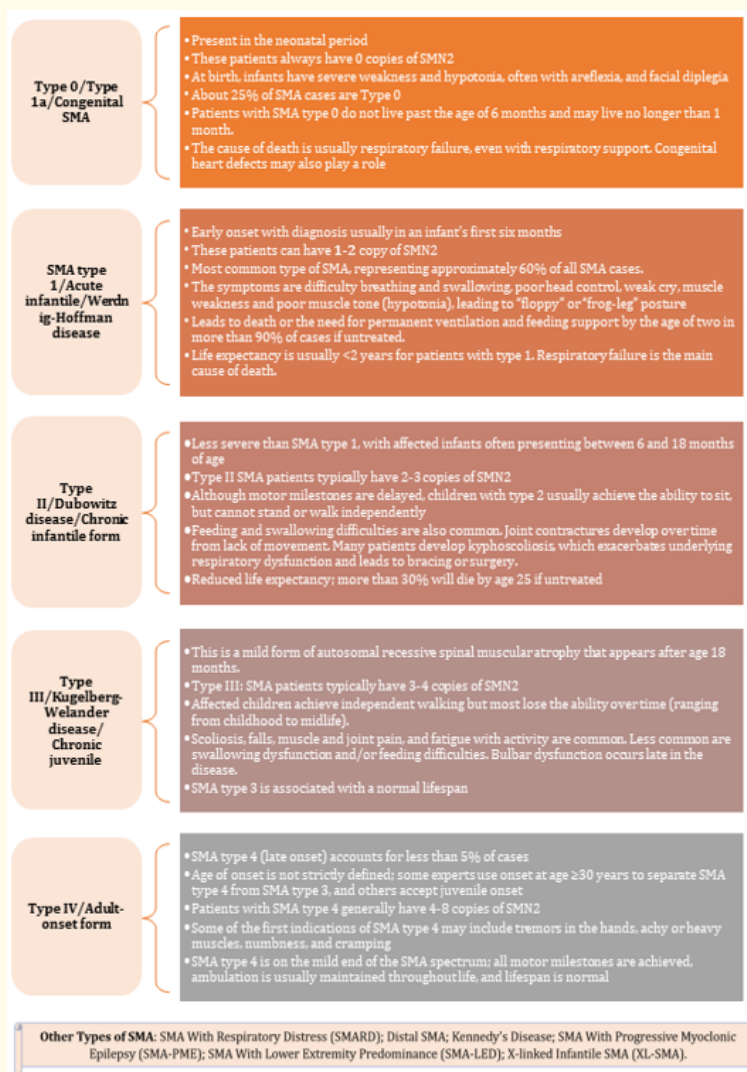 Type 0/Type
1a/Congenital
SMA
• Present in the neonatal period
• These patients always have 0 copies of SMN2
• At birth, infants have severe weakness and hypotonia, often with areflexia, and facial diplegia
• About 25% of SMA cases are Type 0
• Patients with SMA type 0 do not live past the age of 6 months and may live no longer than 1
month.
• The cause of death is usually respiratory failure, even with respiratory support. Congenital
heart defects may also play a role
SMA type
1/Acute
infantile/Werdn
ig-Hoffman
disease
• Early onset with diagnosis usually in an infant's first six months
• These patients can have 1-2 copy of SMN2
• Most common type of SMA, representing approximately 60% of all SMA cases.
• The symptoms are difficulty breathing and swallowing, poor head control, weak cry, muscle
weakness and poor muscle tone (hypotonia), leading to "floppy" or "frog-leg" posture
• Leads to death or the need for permanent ventilation and feeding support by the age of two in
more than 90% of cases if untreated.
• Life expectancy is usually <2 years for patients with type 1. Respiratory failure is the main
cause of death.
Type
II/Dubowitz
disease/Chronic
infantile form
• Less severe than SMA type 1, with affected infants often presenting between 6 and 18 months
of age
• Type II SMA patients typically have 2-3 copies of SMN2
• Although motor milestones are delayed, children with type 2 usually achieve the ability to sit,
but cannot stand or walk independently
• Feeding and swallowing difficulties are also common. Joint contractures develop over time
from lack of movement. Many patients develop kyphoscoliosis, which exacerbates underlying
respiratory dysfunction and leads to bracing or surgery.
• Reduced life expectancy; more than 30% will die by age 25 if untreated
Type
III/Kugelberg-
Welander
disease/
Chronic
juvenile
• This is a mild form of autosomal recessive spinal muscular atrophy that appears after age 18
months.
• Type III: SMA patients typically have 3-4 copies of SMN2
• Affected children achieve independent walking but most lose the ability over time (ranging
from childhood to midlife).
• Scoliosis, falls, muscle and joint pain, and fatigue with activity are common. Less common are
swallowing dysfunction and/or feeding difficulties. Bulbar dysfunction occurs late in the
disease.
• SMA type 3 is associated with a normal lifespan
Type IV/Adult-
onset form
• SMA type 4 (late onset) accounts for less than 5% of cases
• Age of onset is not strictly defined; some experts use onset at age ≥30 years to separate SMA
type 4 from SMA type 3, and others accept juvenile onset
• Patients with SMA type 4 generally have 4-8 copies of SMN2
• Some of the first indications of SMA type 4 may include tremors in the hands, achy or heavy
muscles, numbness, and cramping
• SMA type 4 is on the mild end of the SMA spectrum; all motor milestones are achieved,
ambulation is usually maintained throughout life, and lifespan is normal
Other Types of SMA: SMA With Respiratory Distress (SMARD); Distal SMA; Kennedy's Disease; SMA With Progressive Myoclonic
Epilepsy (SMA-PME); SMA With Lower Extremity Predominance (SMA-LED); X-linked Infantile SMA (XL-SMA).